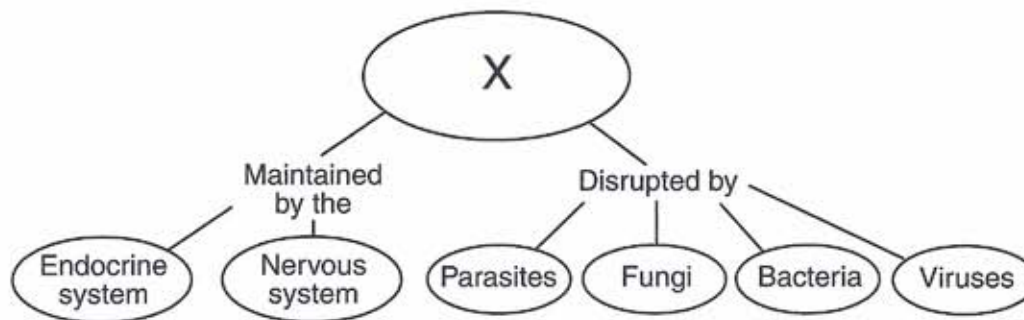 X
Maintained
by the
Disrupted by
Endocrine
system
Nervous
system
Parasites
Fungi
Bacteria
Viruses